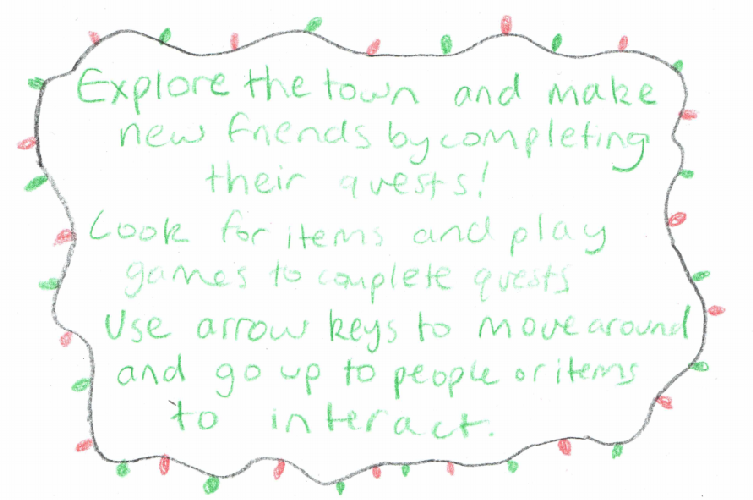 Explore the town and make
new friends by completing
their quests!
Look for items and play
games to complete quests
Use arrow keys to move around
and go up to people or items
to interact.